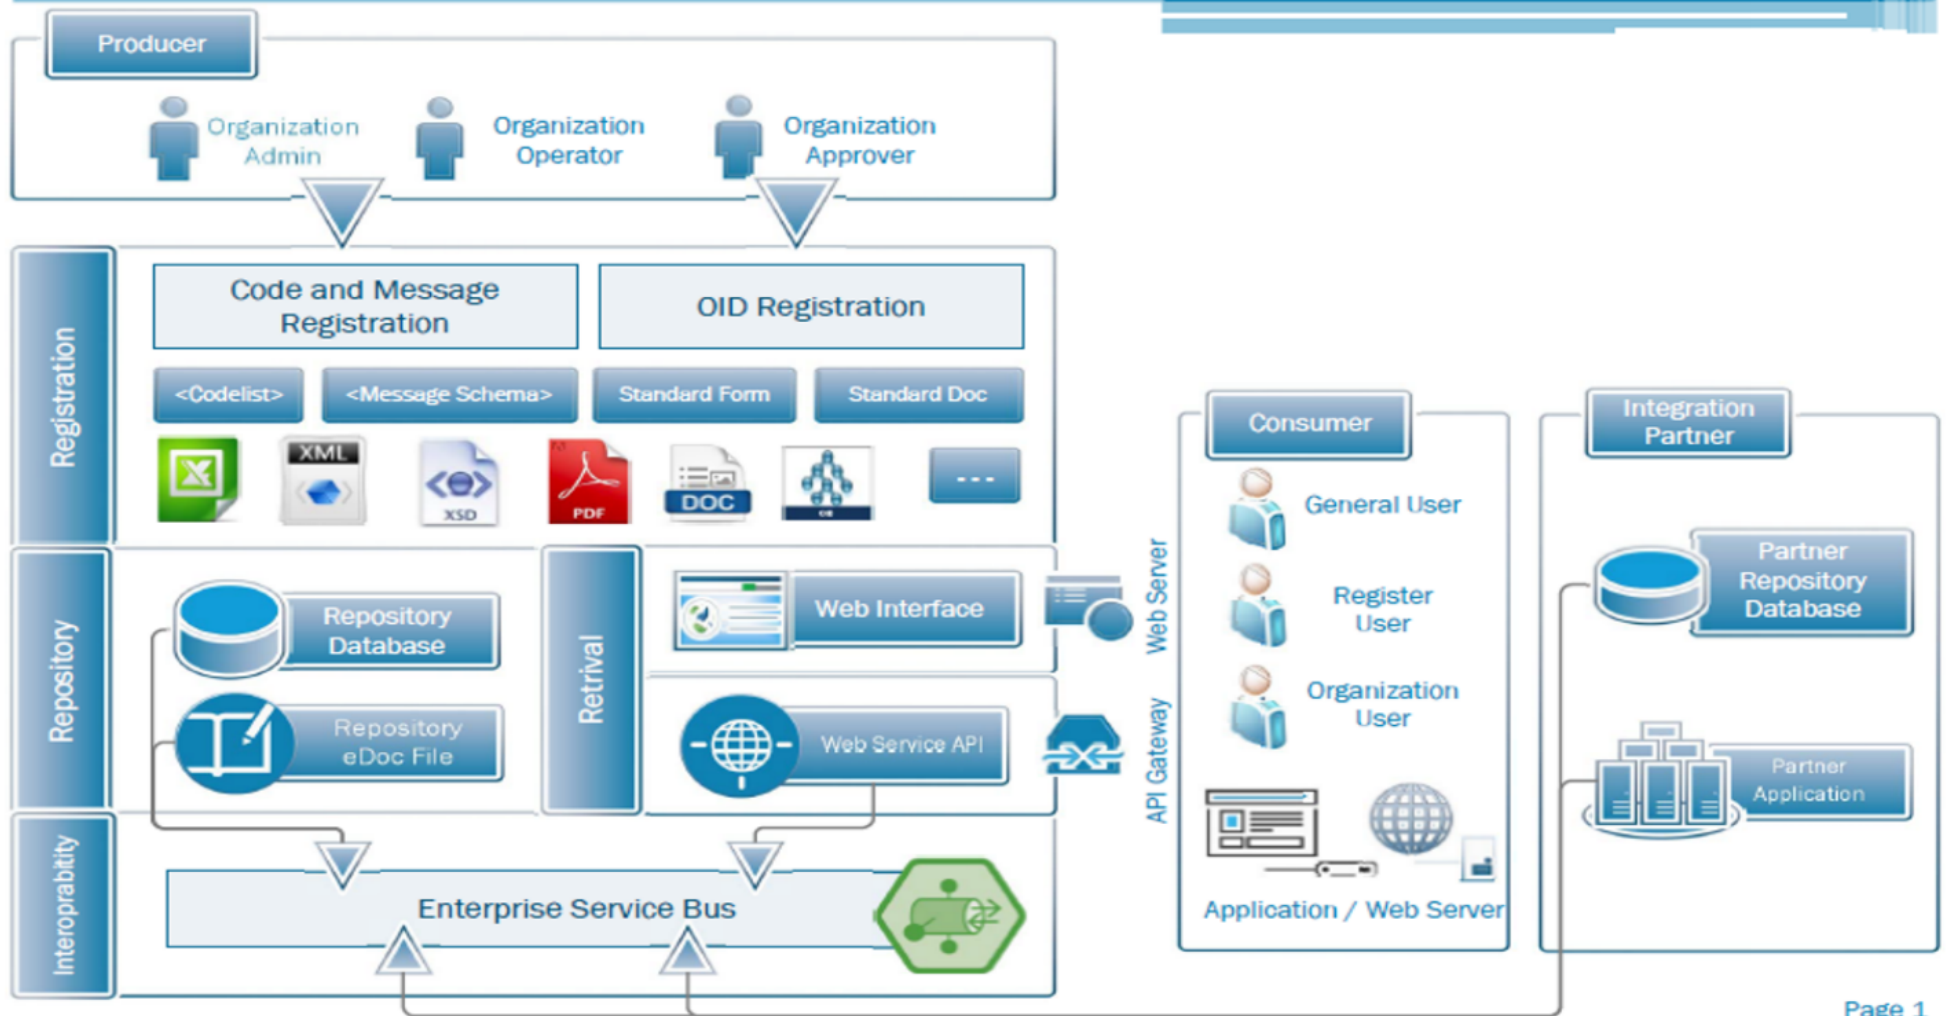 Producer
Organization
Admin
Organization
Operator
Organization
Approver
Registration
Code and Message
Registration
OID Registration
<Codelist>
<Message Schema>
Standard Form
Standard Doc
XML
XSD
PDF
DOC
...
Repository
Repository
Database
Repository
eDoc File
Retrival
Web Interface
Web Service API
Web Server
API Gateway
Interoprabitity
Enterprise Service Bus
Consumer
General User
Register
User
Organization
User
Application / Web Server
Integration
Partner
Partner
Repository
Database
Partner
Application
Page 1